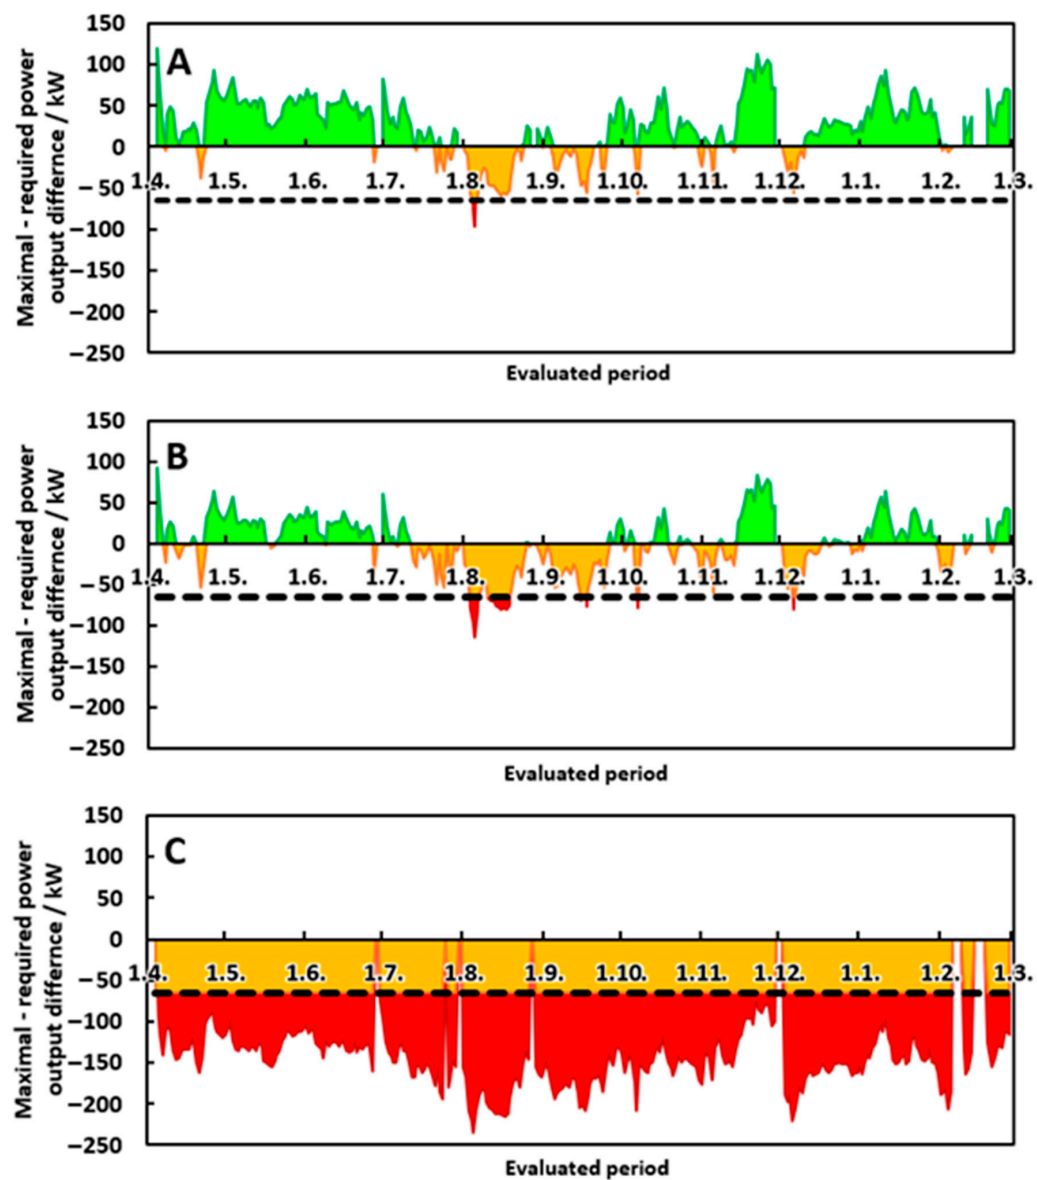 A
Maximal - required power
output differnce / kW
150
100
50
0
−50
−100
−150
−200
−250
1.4. 1.5. 1.6. 1.7. 1.8. 1.9. 1.10. 1.11. 1.12. 1.1. 1.2. 1.3.
Evaluated period
B
Maximal - required power
output differnce / kW
150
100
50
0
−50
−100
−150
−200
−250
1.4. 1.5. 1.6. 1.7. 1.8. 1.9. 1.10. 1.11. 1.12. 1.1. 1.2. 1.3.
Evaluated period
C
Maximal - required power
output differnce / kW
150
100
50
0
−50
−100
−150
−200
−250
1.4. 1.5. 1.6. 1.7. 1.8. 1.9. 1.10. 1.11. 1.12. 1.1. 1.2. 1.3.
Evaluated period